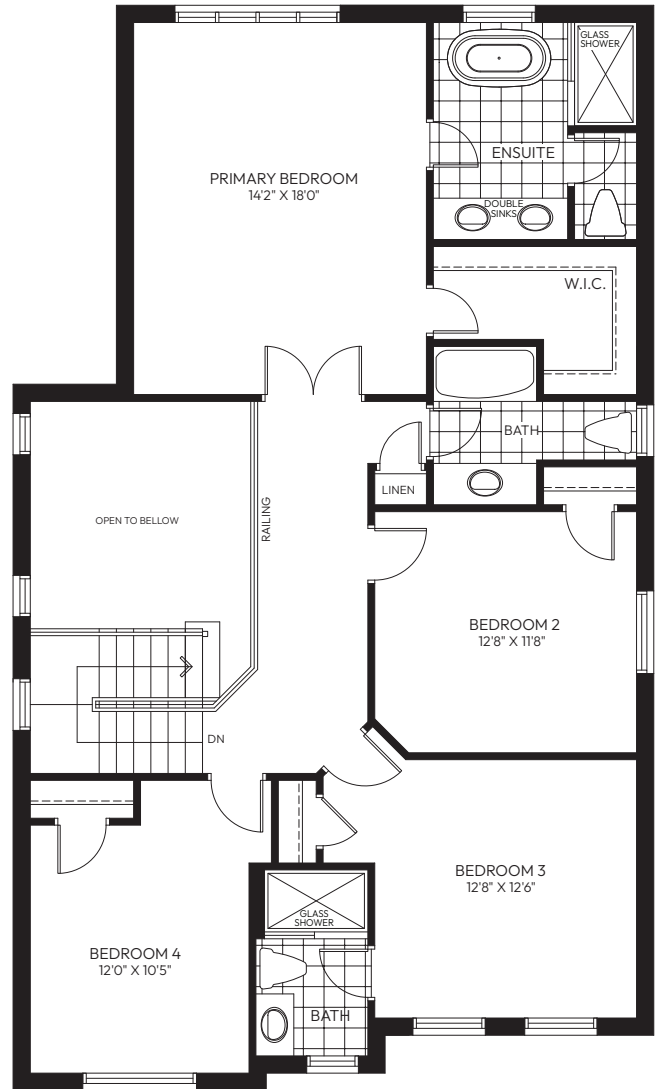 GLASS
SHOWER
ENSUITE
PRIMARY BEDROOM
14'2" X 18'0"
DOUBLE
SINKS
W.I.C.
BATH
LINEN
RAILING
OPEN TO BELLOW
BEDROOM 2
12'8" X 11'8"
DN
BEDROOM 3
12'8" X 12'6"
GLASS
SHOWER
BEDROOM 4
12'0" X 10'5"
BATH